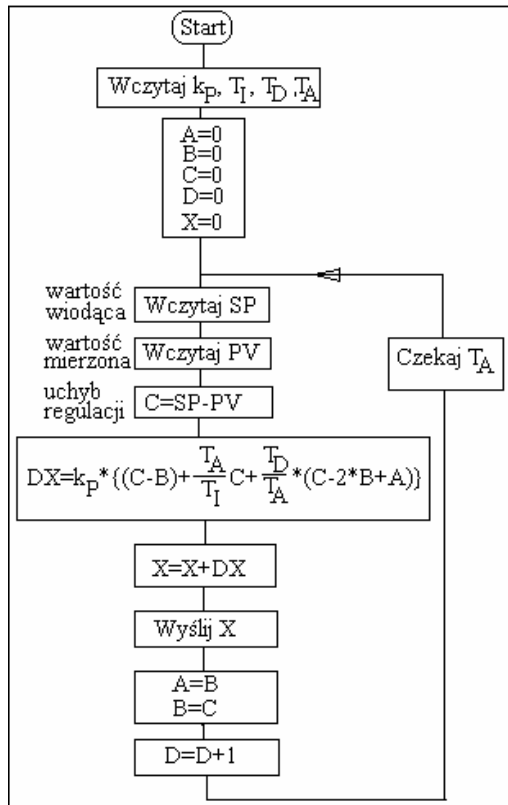 Start
Wczytaj kP, TI, TD ,TA
A=0
B=0
C=0
D=0
X=0
wartość
wiodąca
Wczytaj SP
wartość
mierzona
Wczytaj PV
Czekaj TA
uchyb
regulacji
C=SP-PV
DX=kP*{(C-B)+TA/TI C+TD/TA*(C-2*B+A)}
X=X+DX
Wyślij X
A=B
B=C
D=D+1